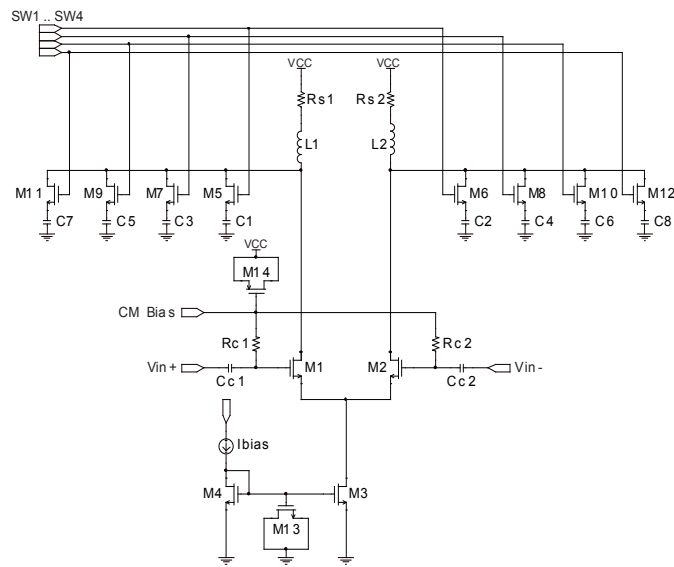 SW1 .. SW4
VCC VCC
Rs1 Rs2
L1 L2
M11 M9 M7 M5 M6 M8 M10 M12
C7 C5 C3 C1 C2 C4 C6 C8
VCC
M14
CM Bias
Rc1 Rc2
Vin+ M1 M2 Vin-
Cc1 Cc2
Ibias
M4 M3
M13